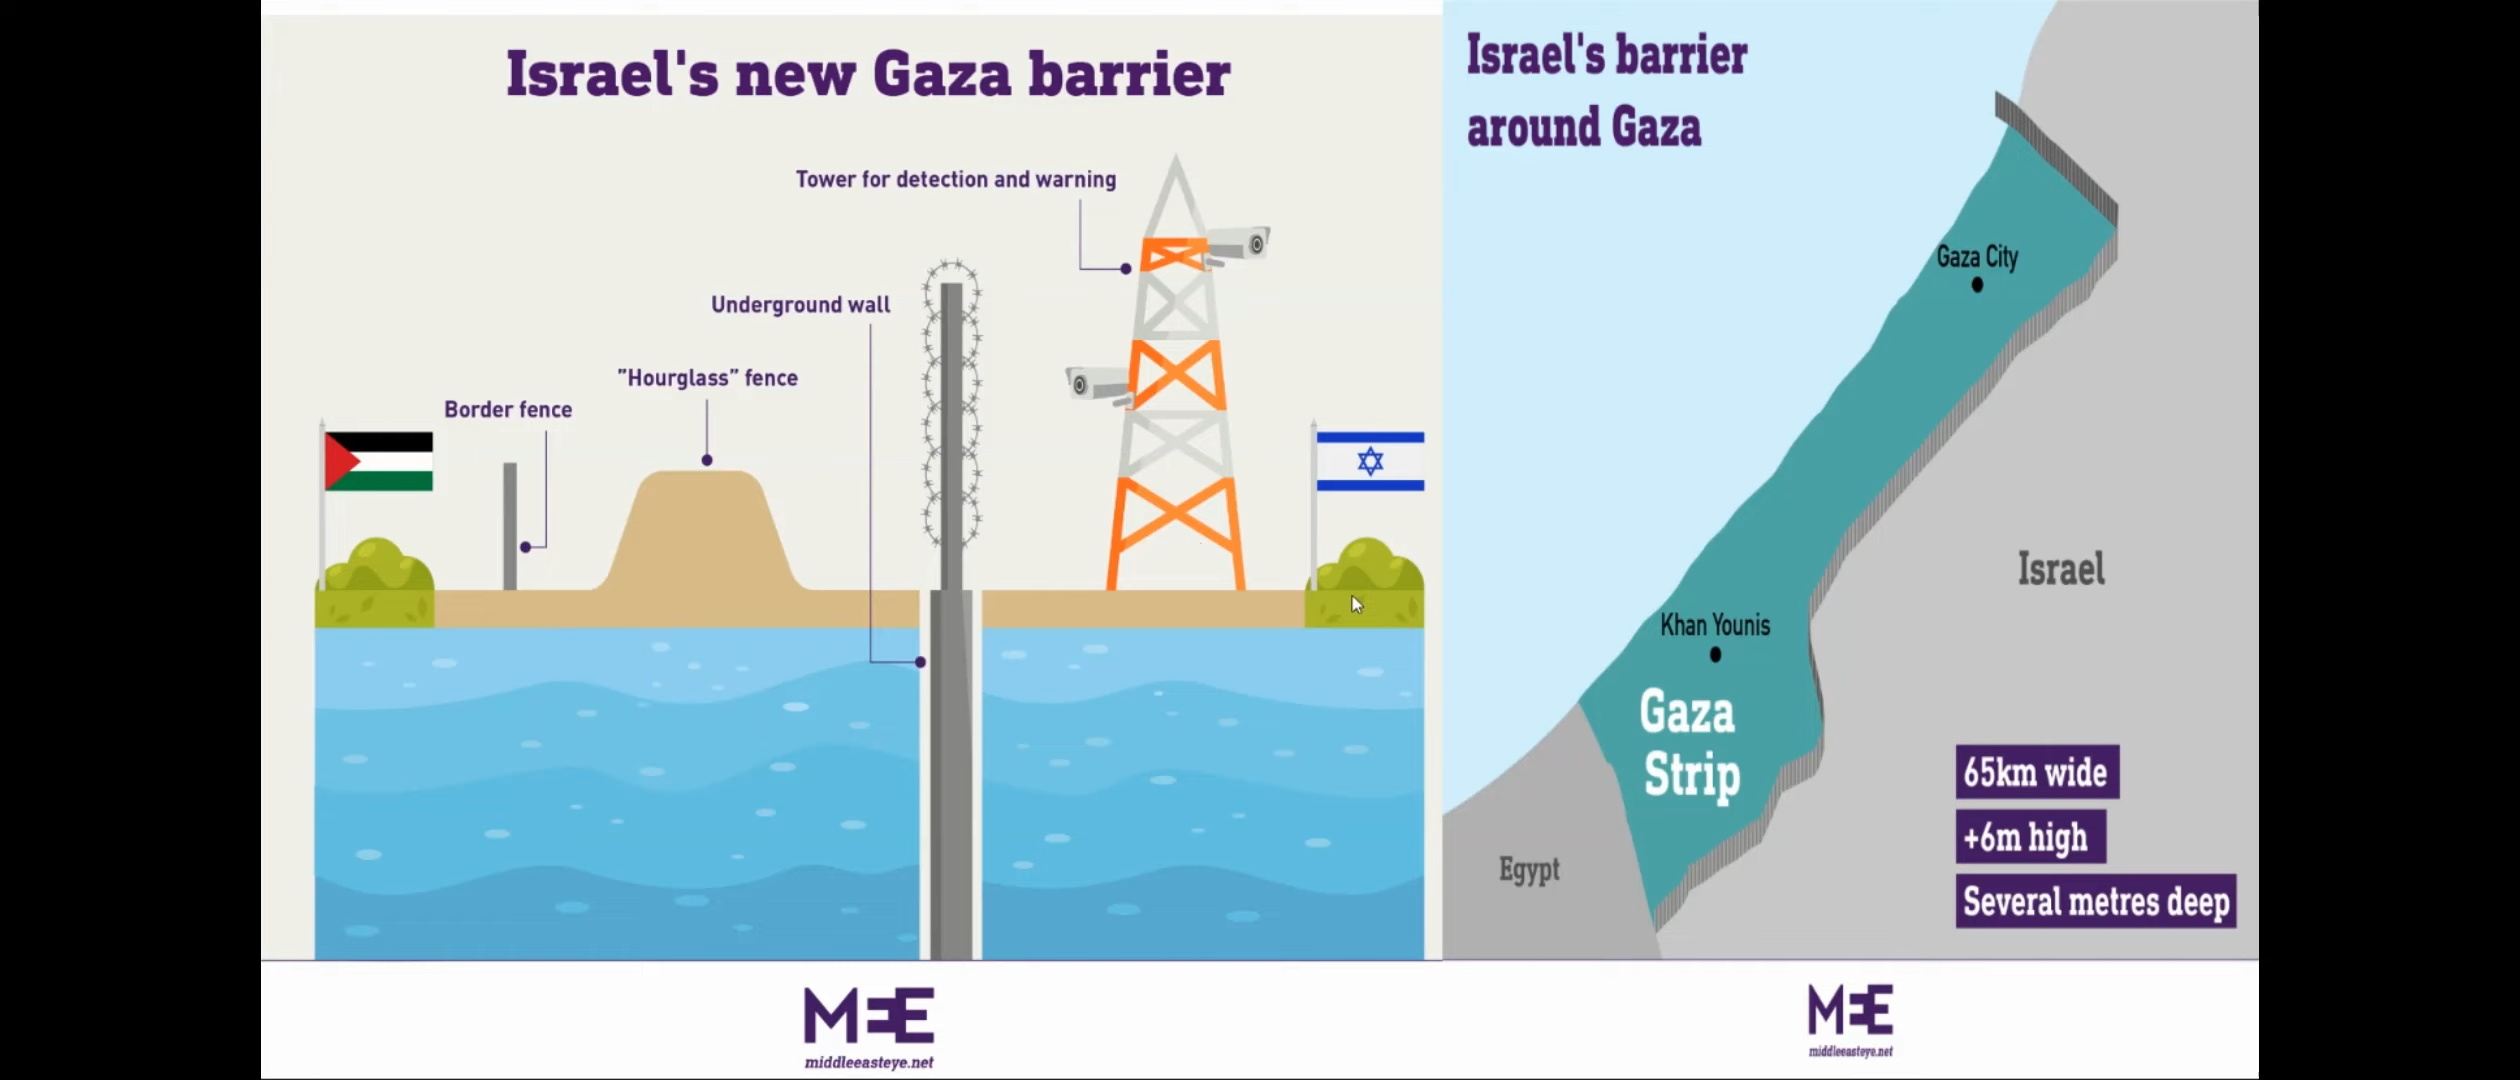 Israel's new Gaza barrier
Tower for detection and warning
Underground wall
"Hourglass" fence
Border fence
MEE
middleeasteye.net
Israel's barrier
around Gaza
Gaza City
Israel
Khan Younis
Gaza
Strip
65km wide
+6m high
Several metres deep
Egypt
MEE
middleeasteye.net